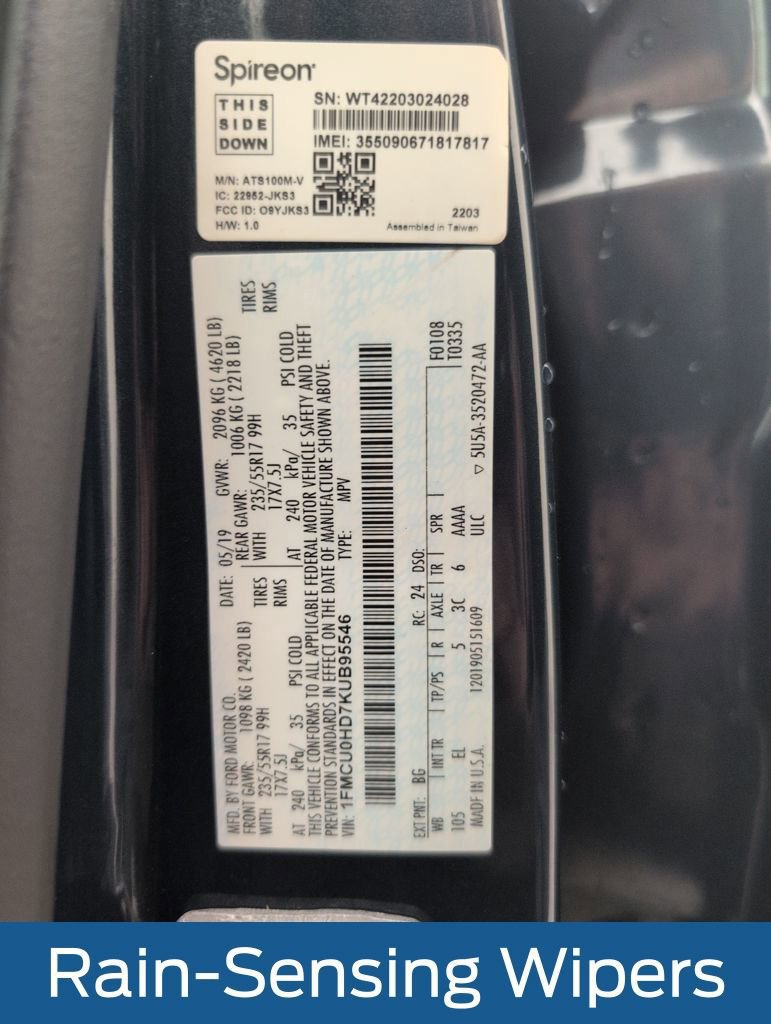 Spireon
THIS
SIDE
DOWN
SN: WT42203024028
IMEI: 355090671817817
M/N: ATS100M-V
IC: 22952-JKS3
FCC ID: O9YJKS3
H/W: 1.0
2203
Assembled in Taiwan
MFD. BY FORD MOTOR CO.
DATE: 05/19 GVWR: 2096 KG ( 4620 LB)
FRONT GAWR: 1098 KG ( 2420 LB) REAR GAWR: 1006 KG ( 2218 LB)
WITH 235/55R17 99H TIRES WITH 235/55R17 99H TIRES
17X7.5J RIMS 17X7.5J RIMS
AT 240 kPa/ 35 PSI COLD AT 240 kPa/ 35 PSI COLD
THIS VEHICLE CONFORMS TO ALL APPLICABLE FEDERAL MOTOR VEHICLE SAFETY AND THEFT
PREVENTION STANDARDS IN EFFECT ON THE DATE OF MANUFACTURE SHOWN ABOVE.
VIN: 1FMCU0HD7KUB95546 TYPE: MPV
EXT PNT: BG RC: 24 DSO: F0108
WB INT TR TP/PS R AXLE TR SPR T0335
105 EL 5 3C 6 AAAA
MADE IN U.S.A. 1201905151609 ULC ▽ 5U5A-3520472-AA
Rain-Sensing Wipers